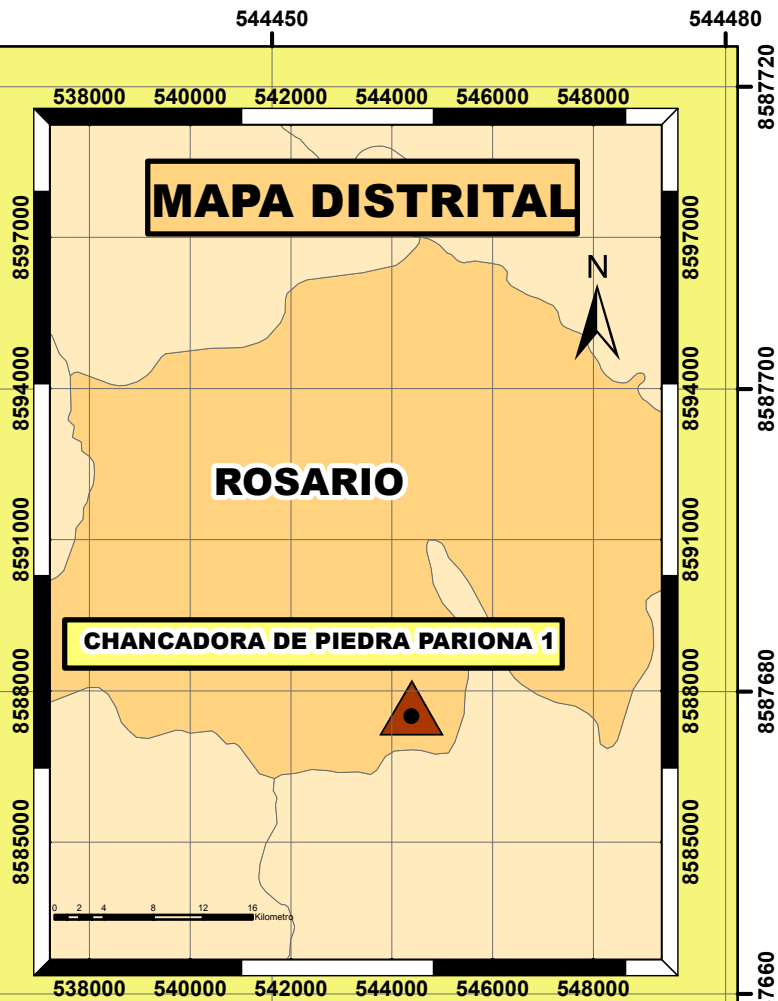 544450 544480
538000 540000 542000 544000 546000 548000
8587720
MAPA DISTRITAL
8597000 8597000
N
8594000 8594000
8587700
ROSARIO
8591000 8591000
CHANCADORA DE PIEDRA PARIONA 1
8588000 8588000
8587680
8585000 8585000
0 2 4 8 12 16
Kilometro
538000 540000 542000 544000 546000 548000
7660